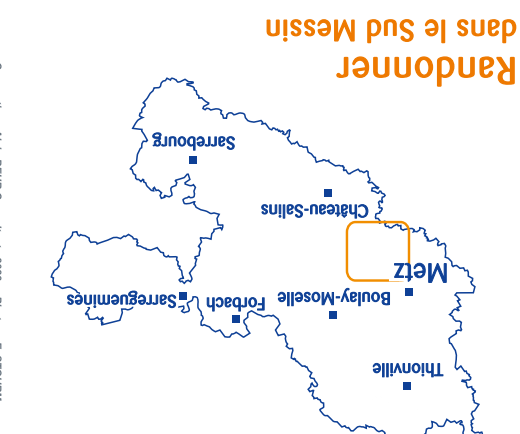 Thionville
Metz
Boulay-Moselle
Forbach
Sarreguemines
Château-Salins
Sarrebourg
Randonner
dans le Sud Messin